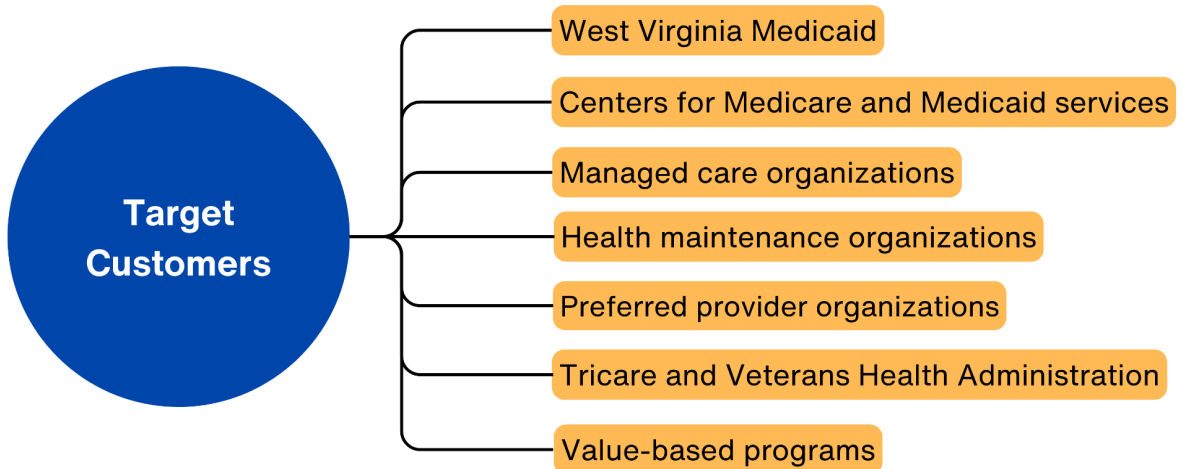 Target
Customers
West Virginia Medicaid
Centers for Medicare and Medicaid services
Managed care organizations
Health maintenance organizations
Preferred provider organizations
Tricare and Veterans Health Administration
Value-based programs